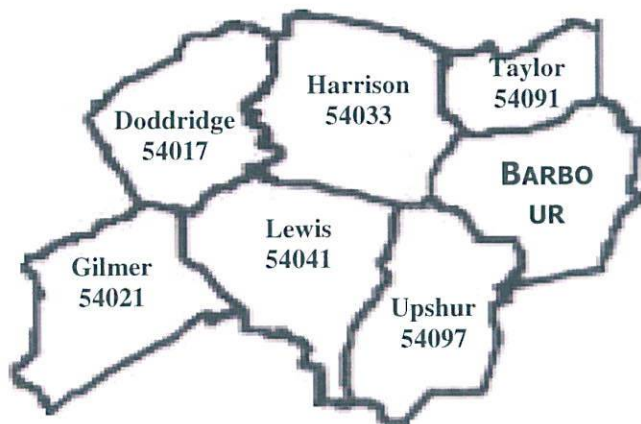 Taylor
54091
Harrison
54033
Doddridge
54017
BARBO
UR
Lewis
54041
Gilmer
54021
Upshur
54097